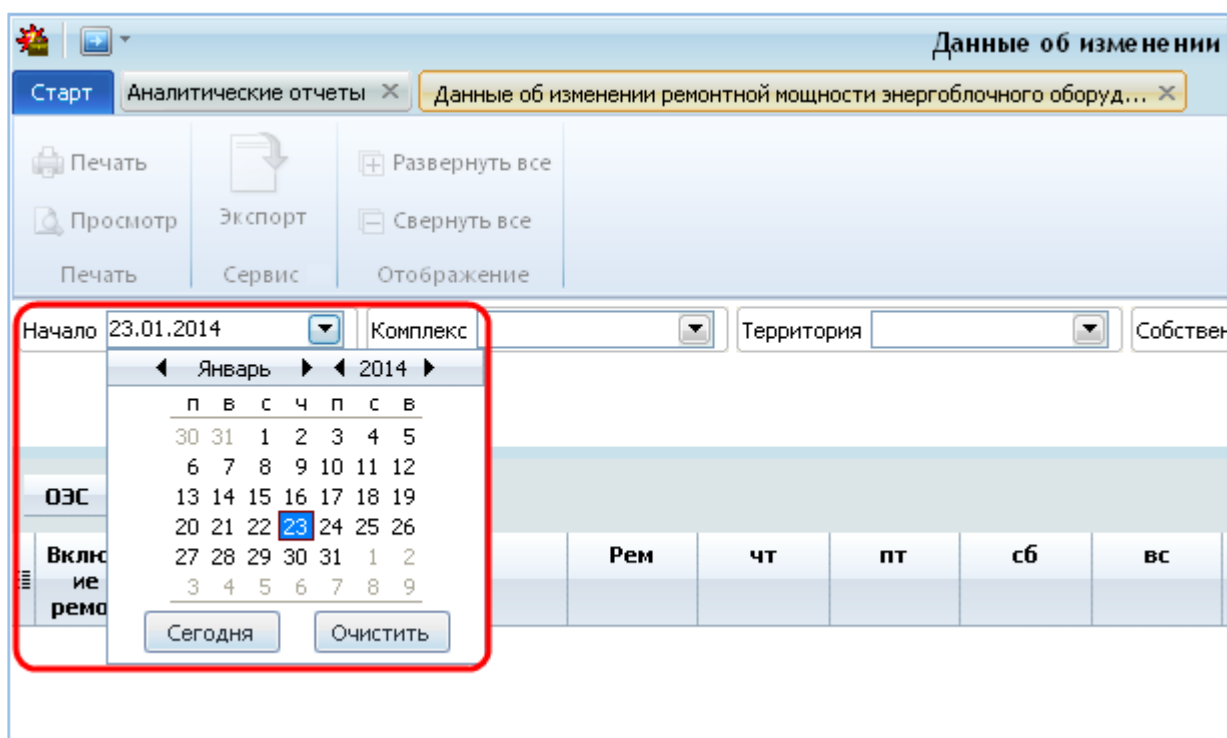 Данные об изменении
Старт Аналитические отчеты Данные об изменении ремонтной мощности энергоблочного оборуд...
Печать Экспорт Развернуть все
Просмотр Свернуть все
Печать Сервис Отображение
Начало 23.01.2014 Комплекс Территория Собствен
Январь 2014
п в с ч п с в
30 31 1 2 3 4 5
6 7 8 9 10 11 12
ОЭС 13 14 15 16 17 18 19
20 21 22 23 24 25 26
Включ 27 28 29 30 31 1 2 Рем чт пт сб вс
ие 3 4 5 6 7 8 9
ремо
Сегодня Очистить